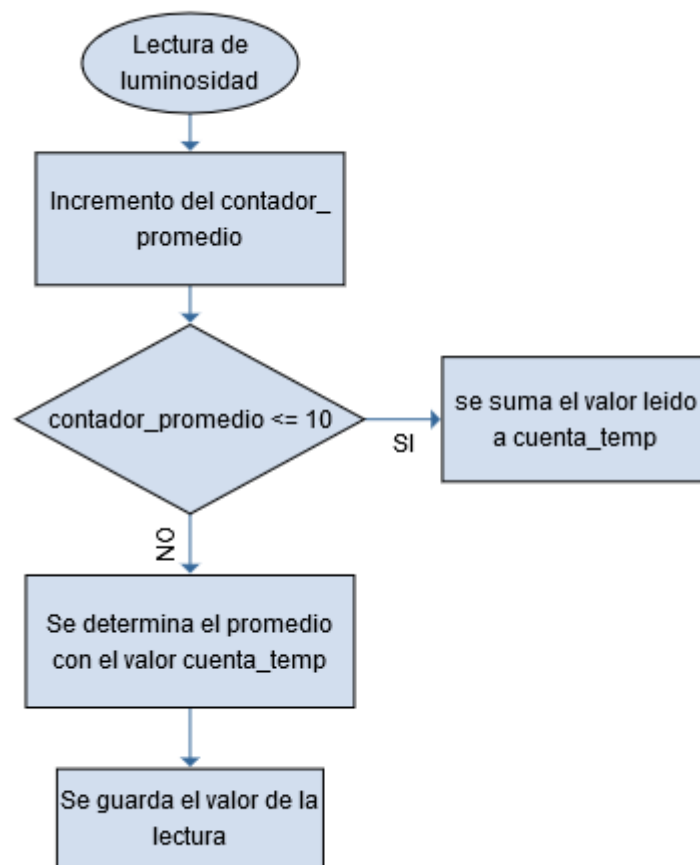 Lectura de
luminosidad
Incremento del contador_
promedio
contador_promedio <= 10
SI
se suma el valor leido
a cuenta_temp
NO
Se determina el promedio
con el valor cuenta_temp
Se guarda el valor de la
lectura